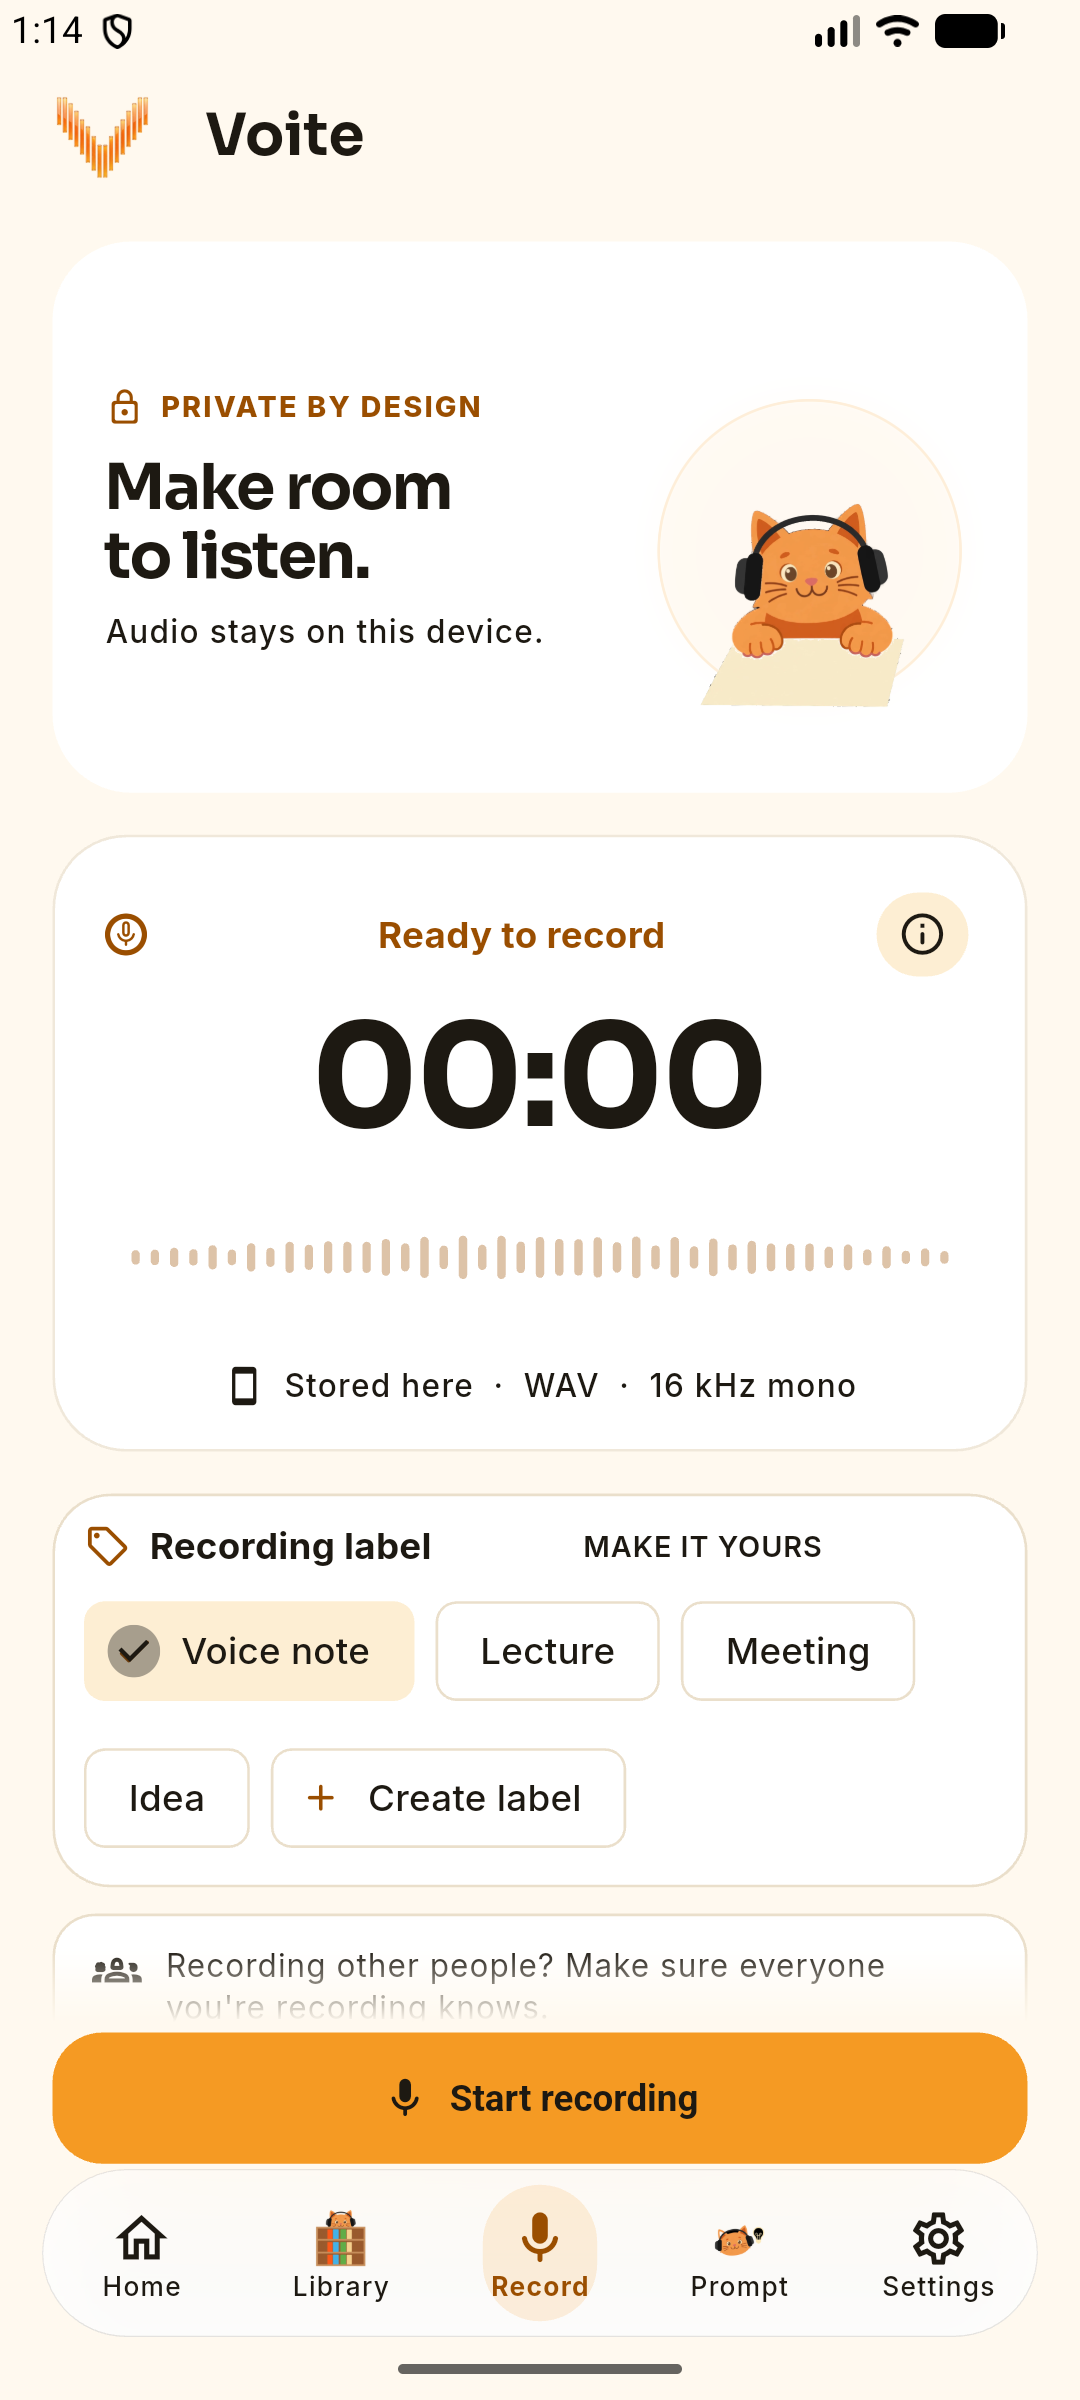 1:14
Voite
PRIVATE BY DESIGN
Make room
to listen.
Audio stays on this device.
Ready to record
00:00
Stored here · WAV · 16 kHz mono
Recording label
MAKE IT YOURS
Voice note
Lecture
Meeting
Idea
Create label
Recording other people? Make sure everyone
you're recording knows.
Start recording
Home
Library
Record
Prompt
Settings